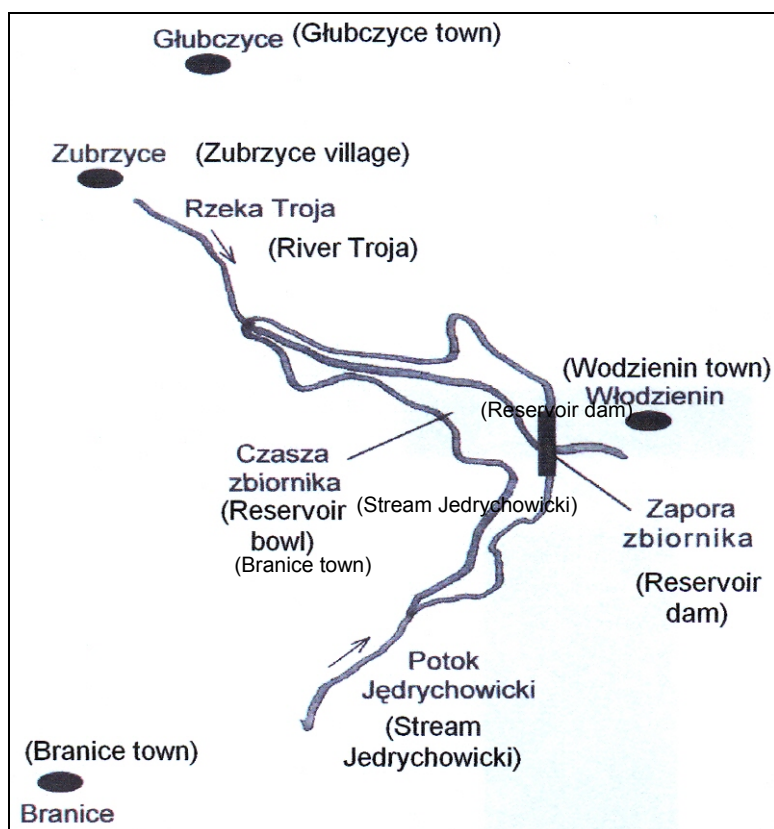 Głubczyce (Głubczyce town)
Zubrzyce (Zubrzyce village)
Rzeka Troja
(River Troja)
(Wodzienin town)
Włodzienin
(Reservoir dam)
Czasza
zbiornika
(Reservoir
bowl)
(Branice town)
(Stream Jedrychowicki)
Zapora
zbiornika
(Reservoir
dam)
Potok
Jędrychowicki
(Stream
Jedrychowicki)
(Branice town)
Branice